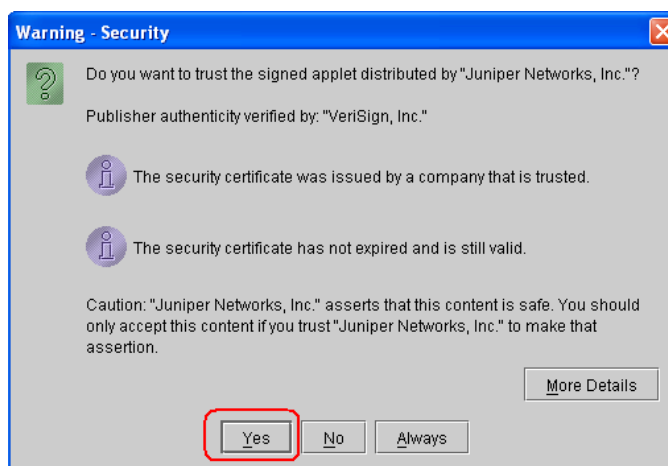 Warning - Security
Do you want to trust the signed applet distributed by "Juniper Networks, Inc."?
Publisher authenticity verified by: "VeriSign, Inc."
The security certificate was issued by a company that is trusted.
The security certificate has not expired and is still valid.
Caution: "Juniper Networks, Inc." asserts that this content is safe. You should
only accept this content if you trust "Juniper Networks, Inc." to make that
assertion.
More Details
Yes No Always